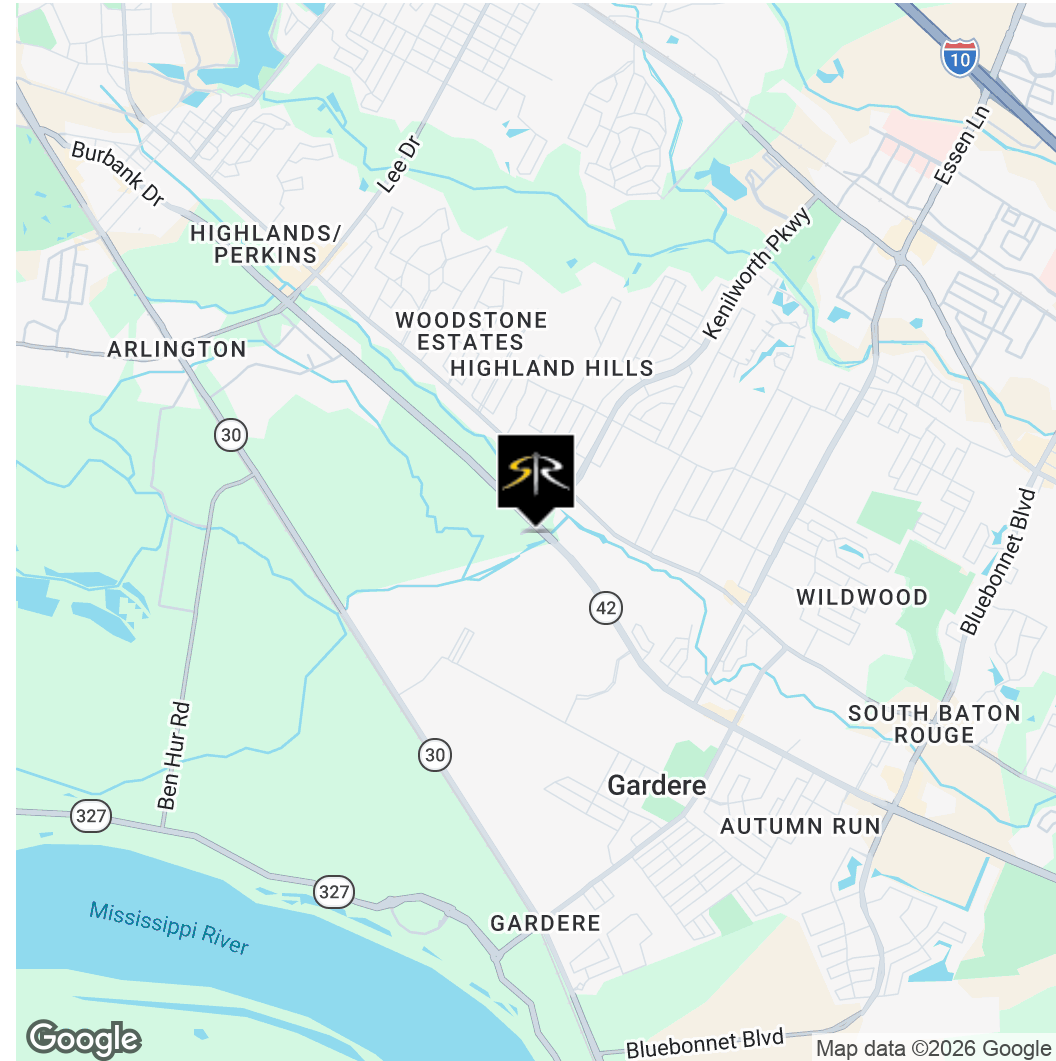 10
Essen Ln
Burbank Dr
Lee Dr
HIGHLANDS/
PERKINS
Kenilworth Pkwy
WOODSTONE
ESTATES
ARLINGTON
HIGHLAND HILLS
30
SR
Bluebonnet Blvd
WILDWOOD
42
SOUTH BATON
ROUGE
Ben Hur Rd
30
Gardere
327
AUTUMN RUN
327
Mississippi River
GARDERE
Google
Bluebonnet Blvd
Map data ©2026 Google